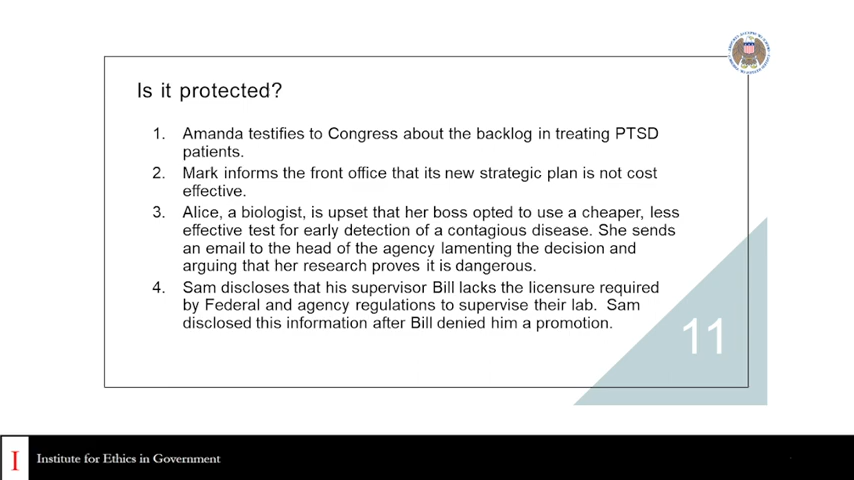 Is it protected?
1. Amanda testifies to Congress about the backlog in treating PTSD
patients.
2. Mark informs the front office that its new strategic plan is not cost
effective.
3. Alice, a biologist, is upset that her boss opted to use a cheaper, less
effective test for early detection of a contagious disease. She sends
an email to the head of the agency lamenting the decision and
arguing that her research proves it is dangerous.
4. Sam discloses that his supervisor Bill lacks the licensure required
by Federal and agency regulations to supervise their lab. Sam
disclosed this information after Bill denied him a promotion.
11
I Institute for Ethics in Government